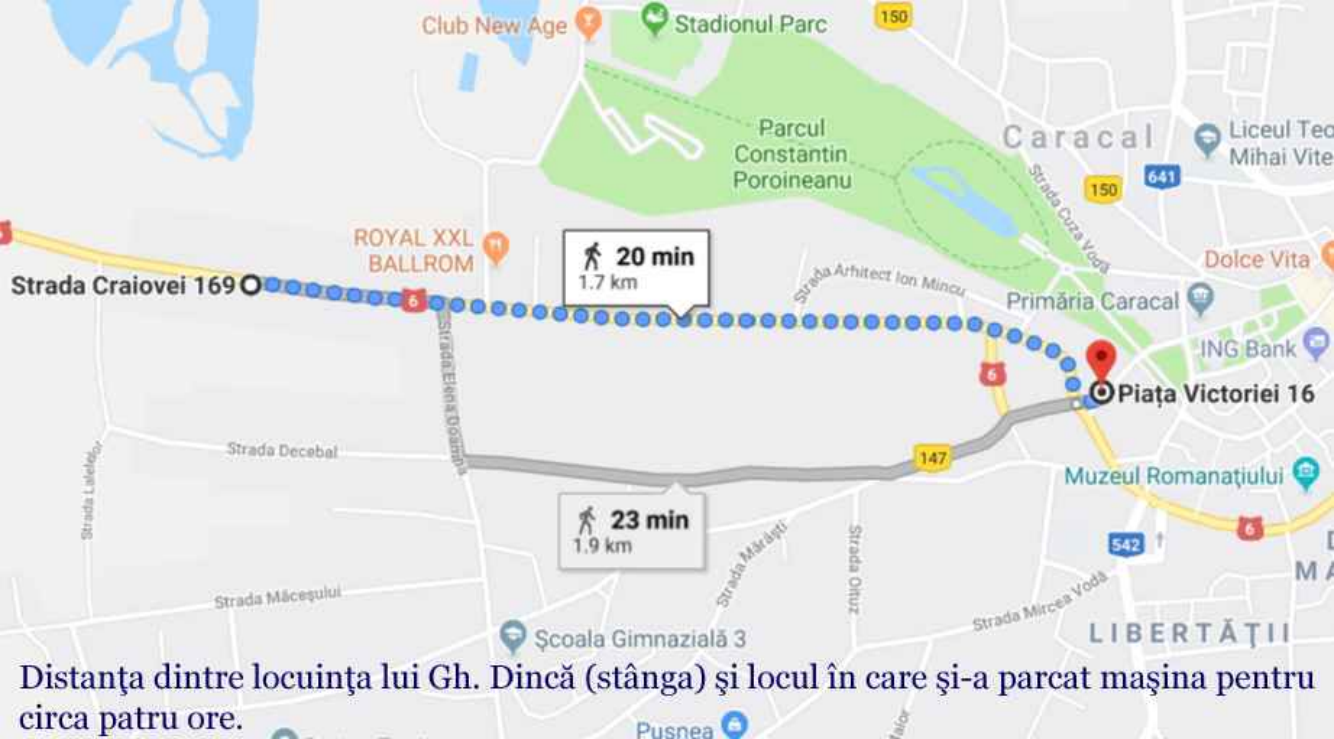 Club New Age
Stadionul Parc
150
Parcul
Constantin
Poroineanu
Caracal
Liceul Teo
Mihai Vite
Strada Cuza Vodă
150
641
ROYAL XXL
BALLROM
20 min
1.7 km
Strada Arhitect Ion Mincu
Dolce Vita
Strada Craiovei 169
6
Primăria Caracal
ING Bank
Strada Elena Doamna
6
Piața Victoriei 16
Strada Decebal
147
Strada Lalelelor
Muzeul Romanațiului
23 min
1.9 km
Strada Mărăști
Strada Oituz
542
6
Strada Măceșului
Strada Mircea Vodă
Școala Gimnazială 3
LIBERTĂȚII
Distanţa dintre locuinţa lui Gh. Dincă (stânga) şi locul în care şi-a parcat maşina pentru
circa patru ore.
Pusnea